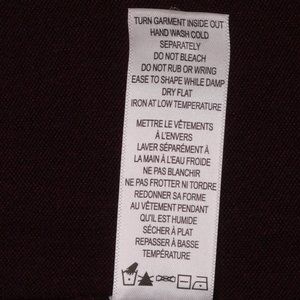 TURN GARMENT INSIDE OUT
HAND WASH COLD
SEPARATELY
DO NOT BLEACH
DO NOT RUB OR WRING
EASE TO SHAPE WHILE DAMP
DRY FLAT
IRON AT LOW TEMPERATURE
METTRE LE VÊTEMENTS
À L'ENVERS
LAVER SÉPARÉMENT À
LA MAIN À L'EAU FROIDE
NE PAS BLANCHIR
NE PAS FROTTER NI TORDRE
REDONNER SA FORME
AU VÊTEMENT PENDANT
QU'IL EST HUMIDE
SÉCHER À PLAT
REPASSER À BASSE
TEMPÉRATURE